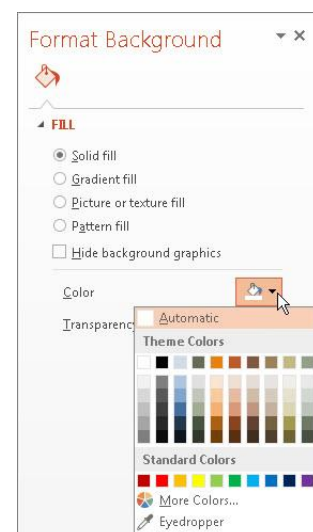 Format Background
FILL
Solid fill
Gradient fill
Picture or texture fill
Pattern fill
Hide background graphics
Color
Automatic
Transparency
Theme Colors
Standard Colors
More Colors...
Eyedropper